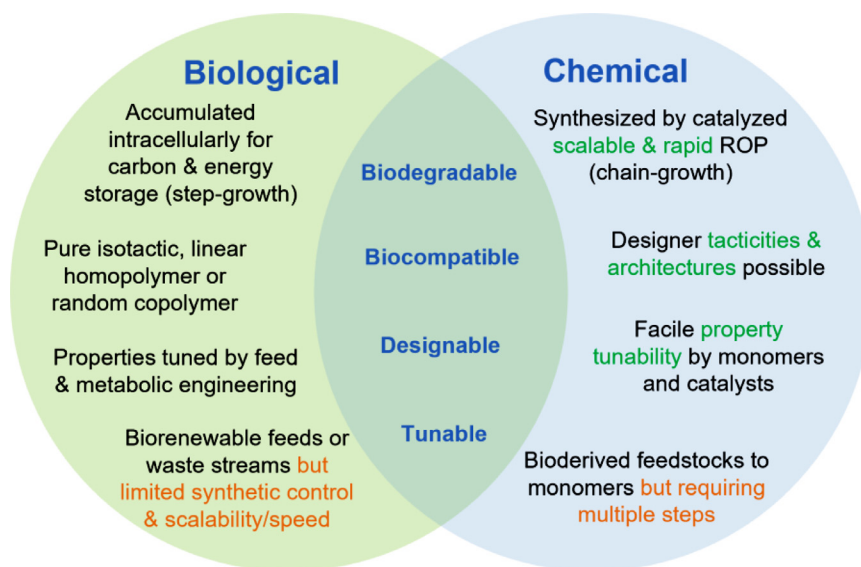 Biological
Accumulated
intracellularly for
carbon & energy
storage (step-growth)
Pure isotactic, linear
homopolymer or
random copolymer
Properties tuned by feed
& metabolic engineering
Biorenewable feeds or
waste streams but
limited synthetic control
& scalability/speed
Biodegradable
Biocompatible
Designable
Tunable
Chemical
Synthesized by catalyzed
scalable & rapid ROP
(chain-growth)
Designer tacticities &
architectures possible
Facile property
tunability by monomers
and catalysts
Bioderived feedstocks to
monomers but requiring
multiple steps